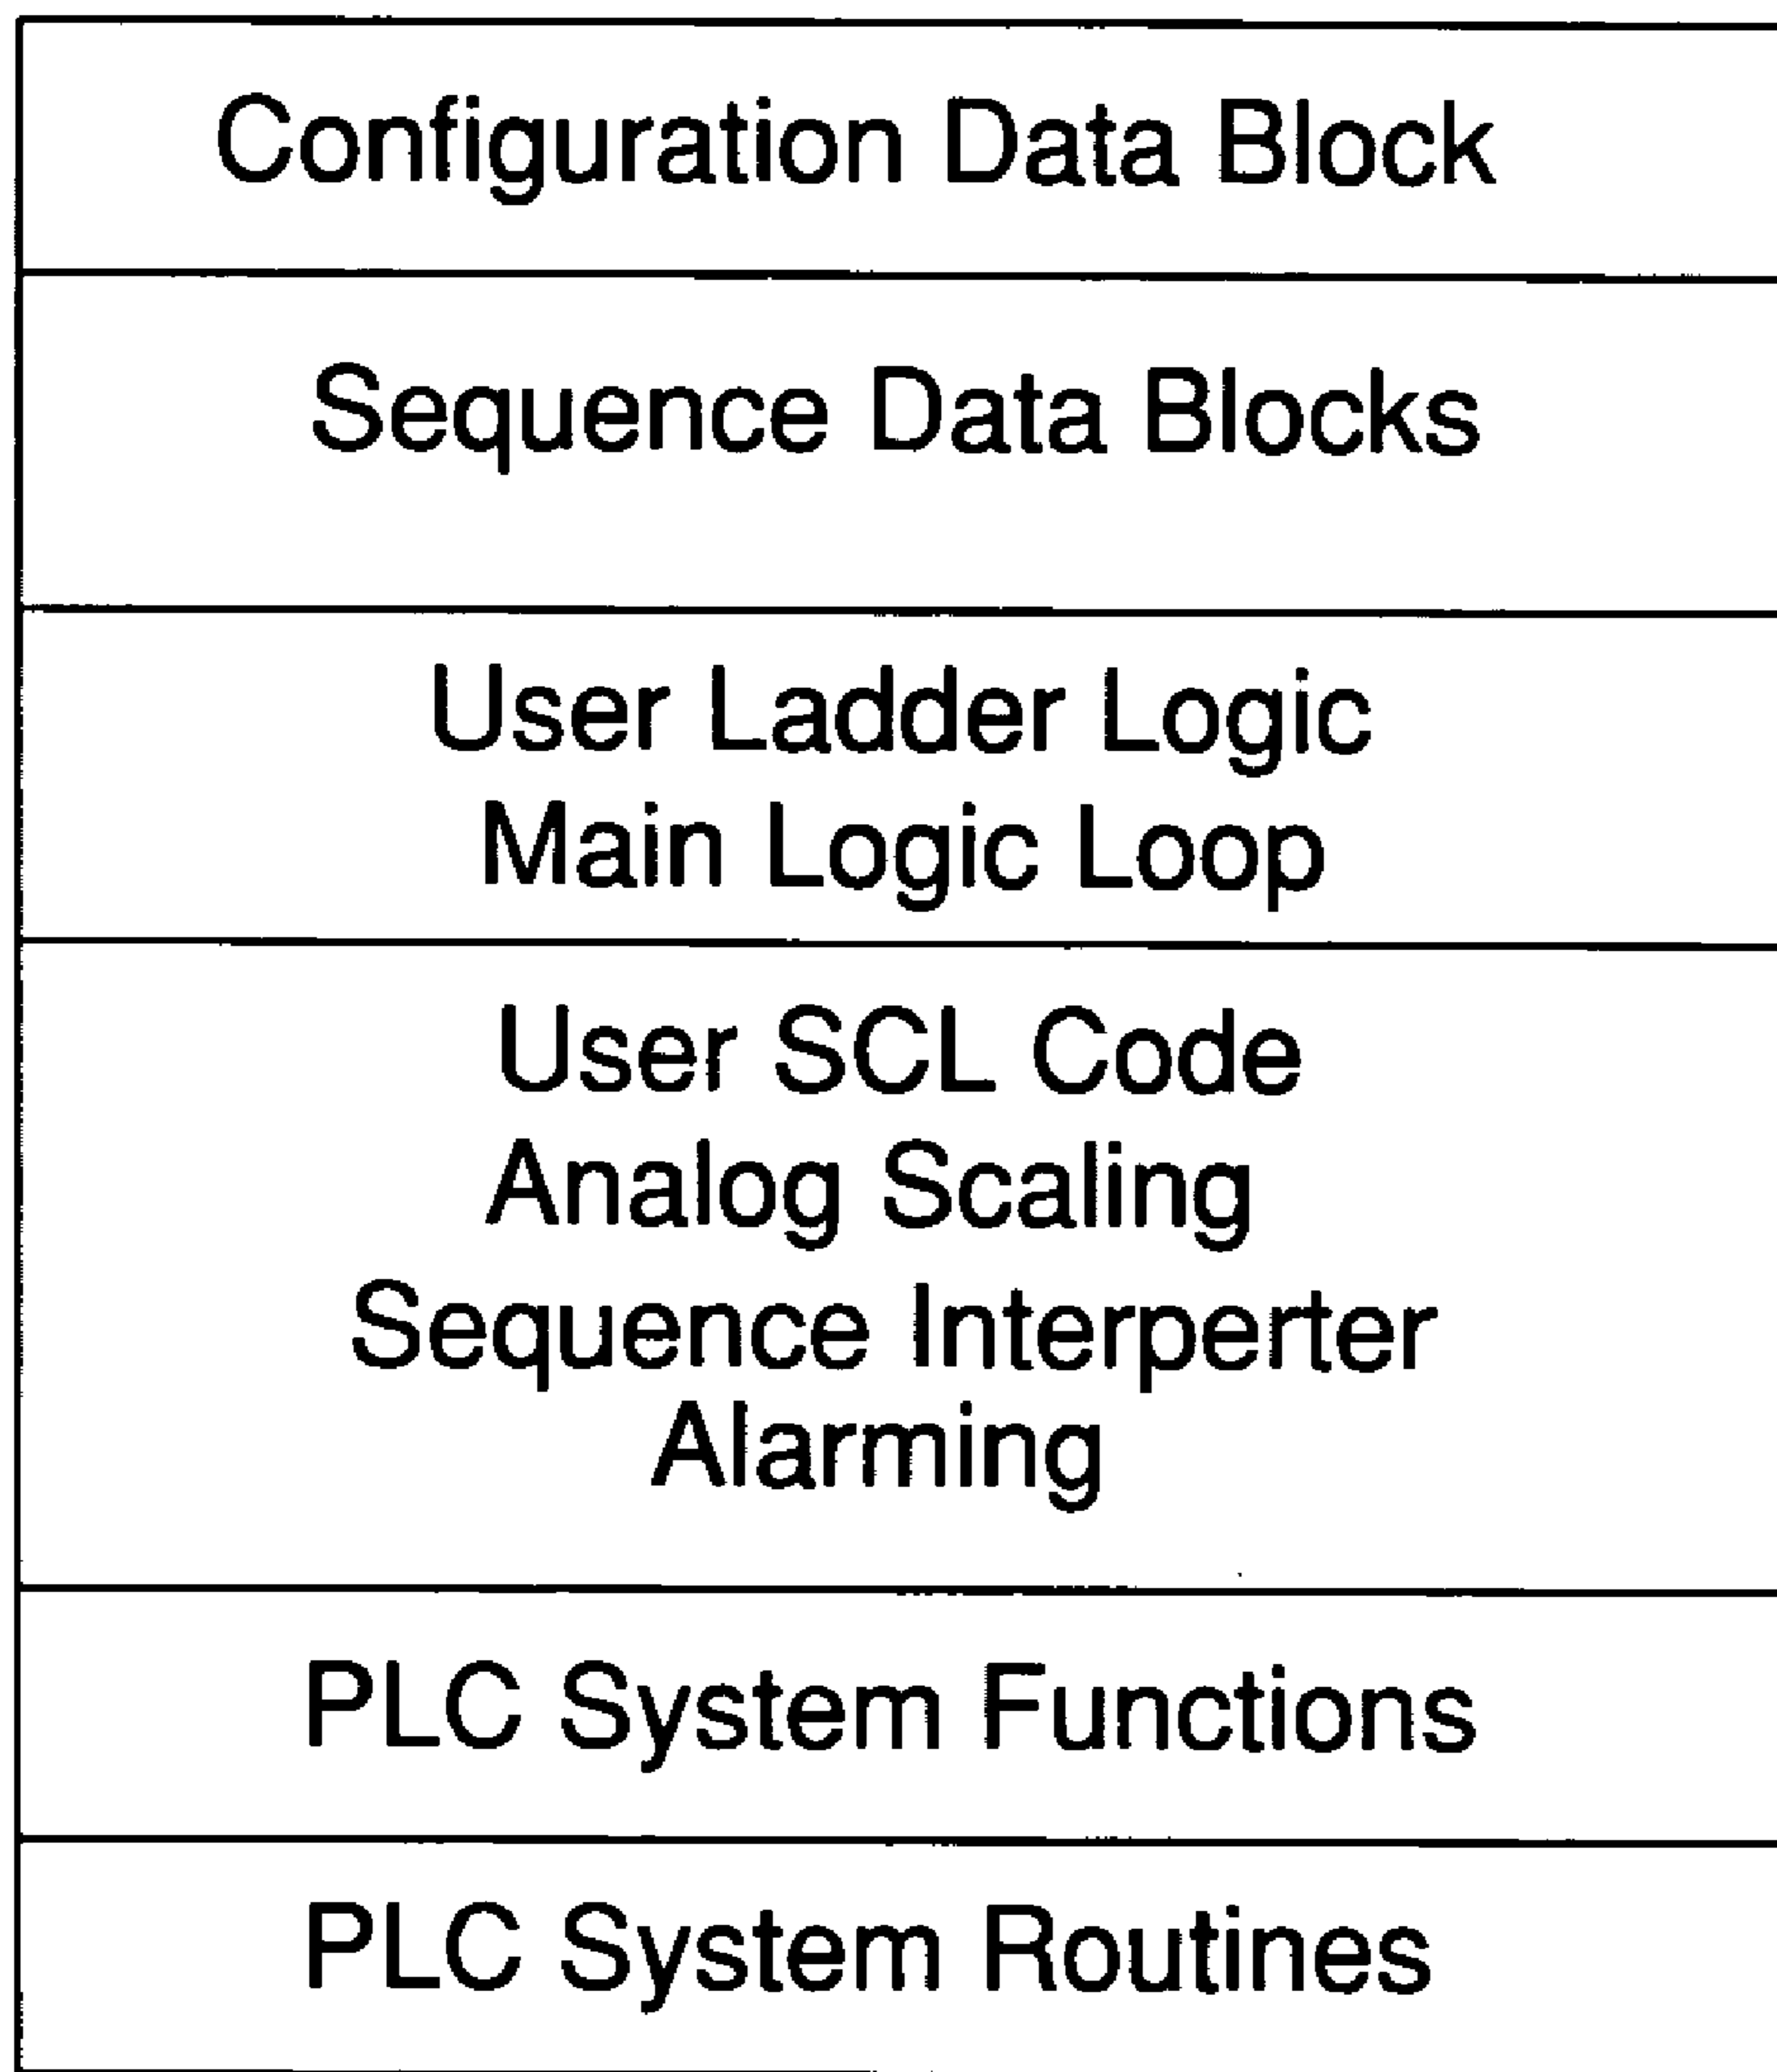 Configuration Data Block
Sequence Data Blocks
User Ladder Logic
Main Logic Loop
User SCL Code
Analog Scaling
Sequence Interperter
Alarming
PLC System Functions
PLC System Routines